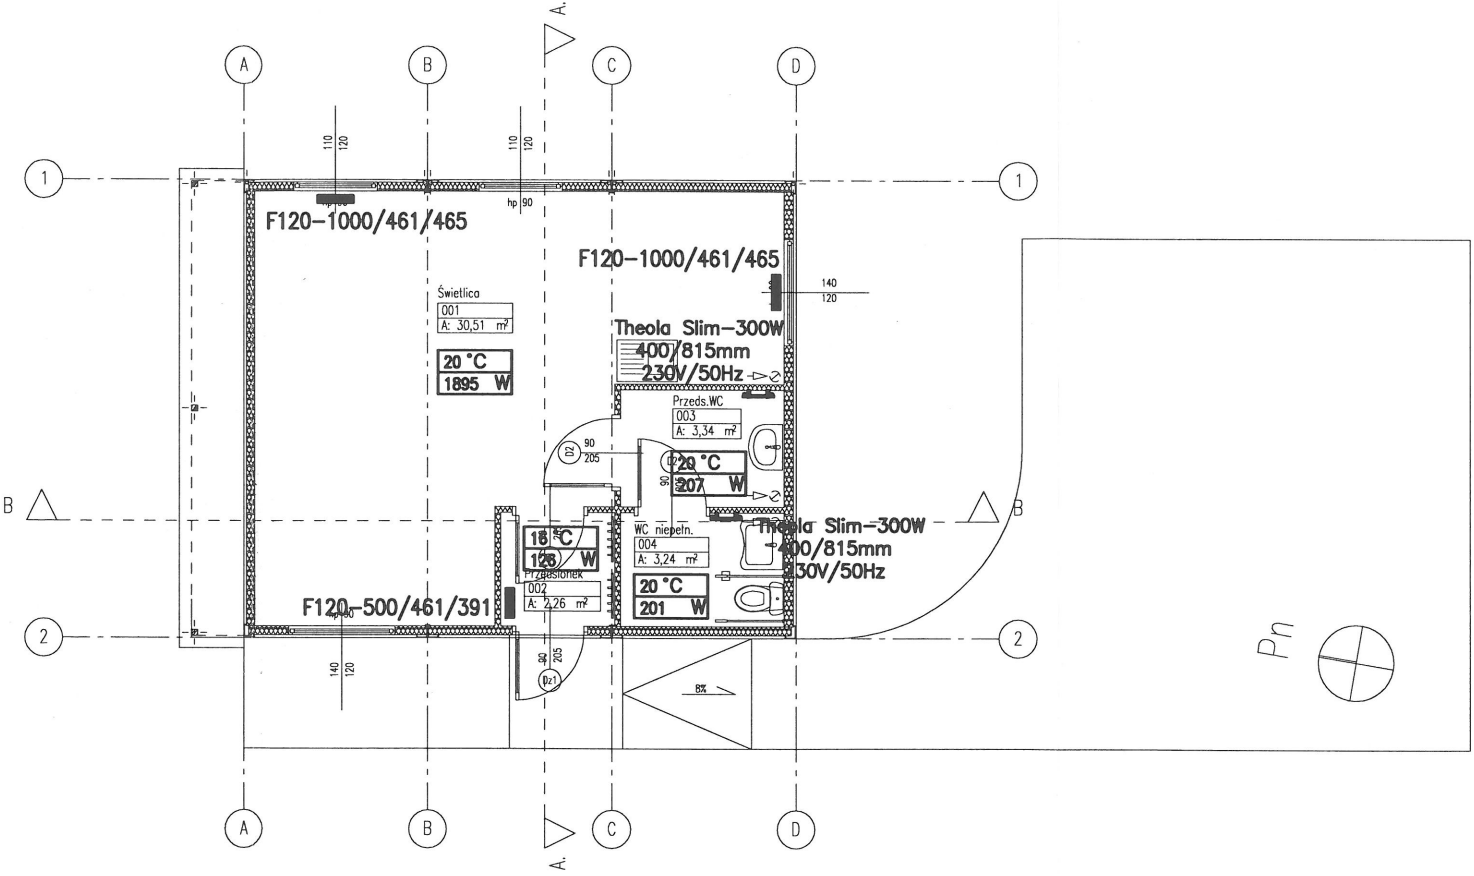 A.
A
B
C
D
110
120
110
120
1
1
hp 90
F120-1000/461/465
F120-1000/461/465
140
120
Świetlica
001
A: 30,51 m²
Theola Slim-300W
400/815mm
230V/50Hz
20 °C
1895 W
Przeds.WC
003
A: 3,34 m²
D2
90
205
20 °C
207 W
90
B
B
WC niepełn.
004
A: 3,24 m²
Theola Slim-300W
400/815mm
230V/50Hz
16 °C
126 W
Przedsionek
002
A: 2,26 m²
20 °C
201 W
F120-500/461/391
2
2
140
120
90
205
Dz1
8%
Pn
A
B
C
D
A.